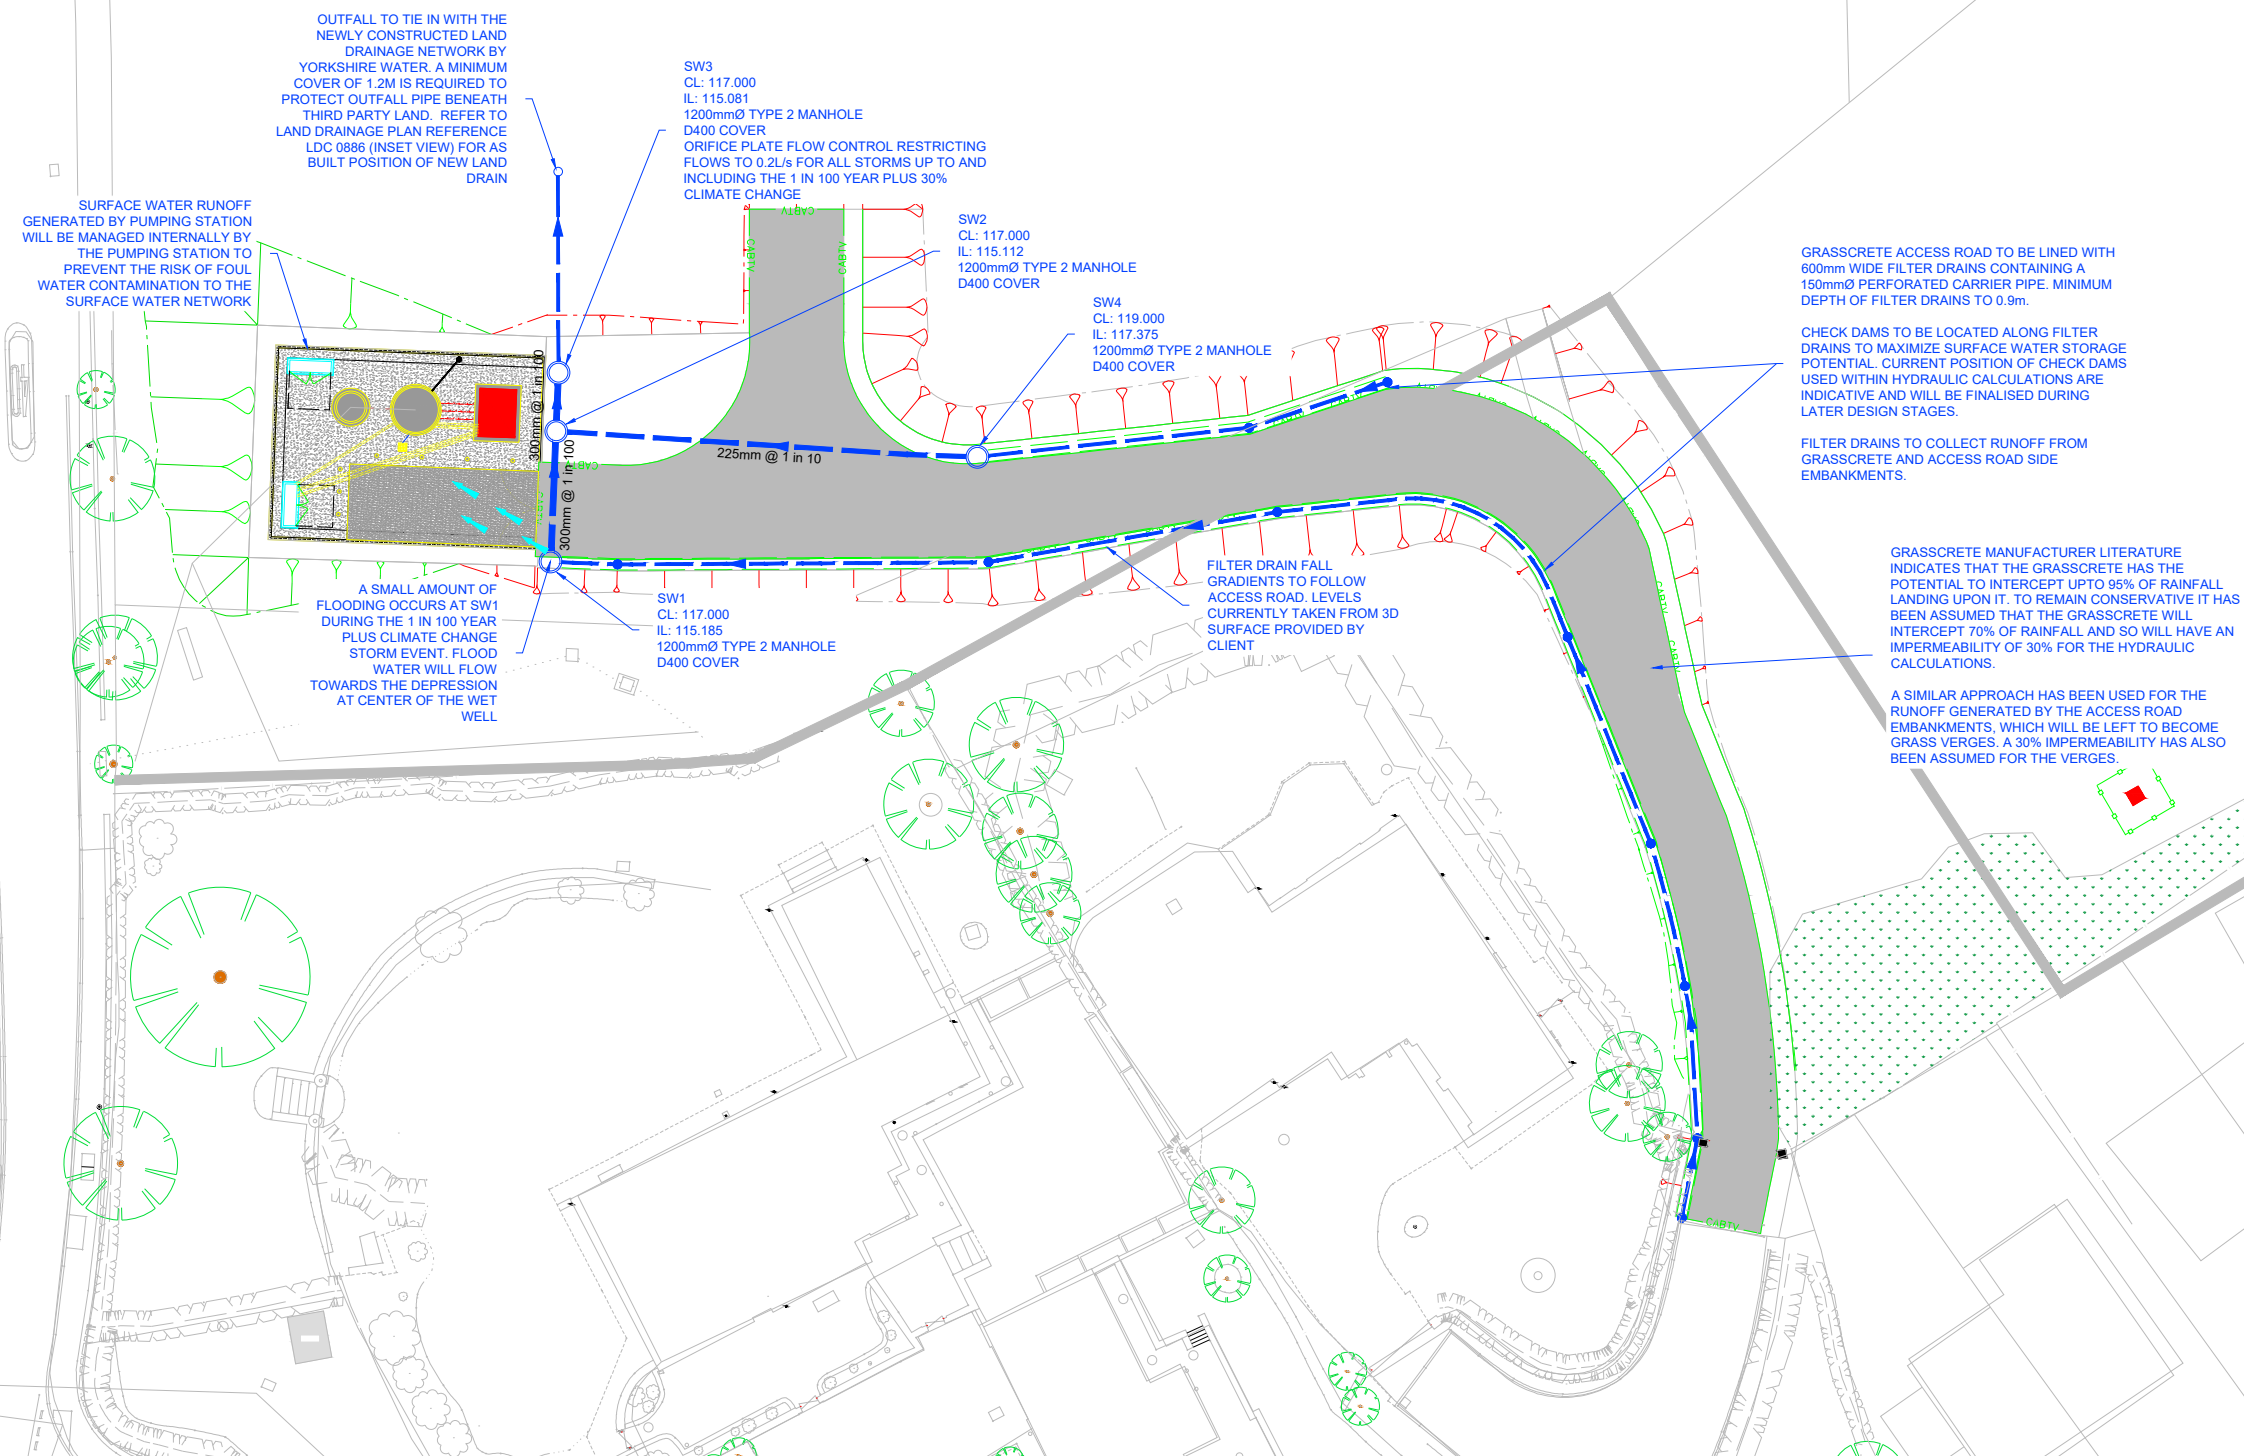 OUTFALL TO TIE IN WITH THE
NEWLY CONSTRUCTED LAND
DRAINAGE NETWORK BY
YORKSHIRE WATER. A MINIMUM
COVER OF 1.2M IS REQUIRED TO
PROTECT OUTFALL PIPE BENEATH
THIRD PARTY LAND. REFER TO
LAND DRAINAGE PLAN REFERENCE
LDC 0886 (INSET VIEW) FOR AS
BUILT POSITION OF NEW LAND
DRAIN
SW3
CL: 117.000
IL: 115.081
1200mmØ TYPE 2 MANHOLE
D400 COVER
ORIFICE PLATE FLOW CONTROL RESTRICTING
FLOWS TO 0.2L/s FOR ALL STORMS UP TO AND
INCLUDING THE 1 IN 100 YEAR PLUS 30%
CLIMATE CHANGE
SURFACE WATER RUNOFF
GENERATED BY PUMPING STATION
WILL BE MANAGED INTERNALLY BY
THE PUMPING STATION TO
PREVENT THE RISK OF FOUL
WATER CONTAMINATION TO THE
SURFACE WATER NETWORK
CABTV
CABTV
CABTV
SW2
CL: 117.000
IL: 115.112
1200mmØ TYPE 2 MANHOLE
D400 COVER
SW4
CL: 119.000
IL: 117.375
1200mmØ TYPE 2 MANHOLE
D400 COVER
GRASSCRETE ACCESS ROAD TO BE LINED WITH
600mm WIDE FILTER DRAINS CONTAINING A
150mmØ PERFORATED CARRIER PIPE. MINIMUM
DEPTH OF FILTER DRAINS TO 0.9m.
CHECK DAMS TO BE LOCATED ALONG FILTER
DRAINS TO MAXIMIZE SURFACE WATER STORAGE
POTENTIAL. CURRENT POSITION OF CHECK DAMS
USED WITHIN HYDRAULIC CALCULATIONS ARE
INDICATIVE AND WILL BE FINALISED DURING
LATER DESIGN STAGES.
FILTER DRAINS TO COLLECT RUNOFF FROM
GRASSCRETE AND ACCESS ROAD SIDE
EMBANKMENTS.
300mm @ 1 in 100
300mm @ 1 in 100
225mm @ 1 in 10
CABTV
A SMALL AMOUNT OF
FLOODING OCCURS AT SW1
DURING THE 1 IN 100 YEAR
PLUS CLIMATE CHANGE
STORM EVENT. FLOOD
WATER WILL FLOW
TOWARDS THE DEPRESSION
AT CENTER OF THE WET
WELL
SW1
CL: 117.000
IL: 115.185
1200mmØ TYPE 2 MANHOLE
D400 COVER
FILTER DRAIN FALL
GRADIENTS TO FOLLOW
ACCESS ROAD. LEVELS
CURRENTLY TAKEN FROM 3D
SURFACE PROVIDED BY
CLIENT
GRASSCRETE MANUFACTURER LITERATURE
INDICATES THAT THE GRASSCRETE HAS THE
POTENTIAL TO INTERCEPT UPTO 95% OF RAINFALL
LANDING UPON IT. TO REMAIN CONSERVATIVE IT HAS
BEEN ASSUMED THAT THE GRASSCRETE WILL
INTERCEPT 70% OF RAINFALL AND SO WILL HAVE AN
IMPERMEABILITY OF 30% FOR THE HYDRAULIC
CALCULATIONS.
A SIMILAR APPROACH HAS BEEN USED FOR THE
RUNOFF GENERATED BY THE ACCESS ROAD
EMBANKMENTS, WHICH WILL BE LEFT TO BECOME
GRASS VERGES. A 30% IMPERMEABILITY HAS ALSO
BEEN ASSUMED FOR THE VERGES.
CABTV
CABTV
CABTV